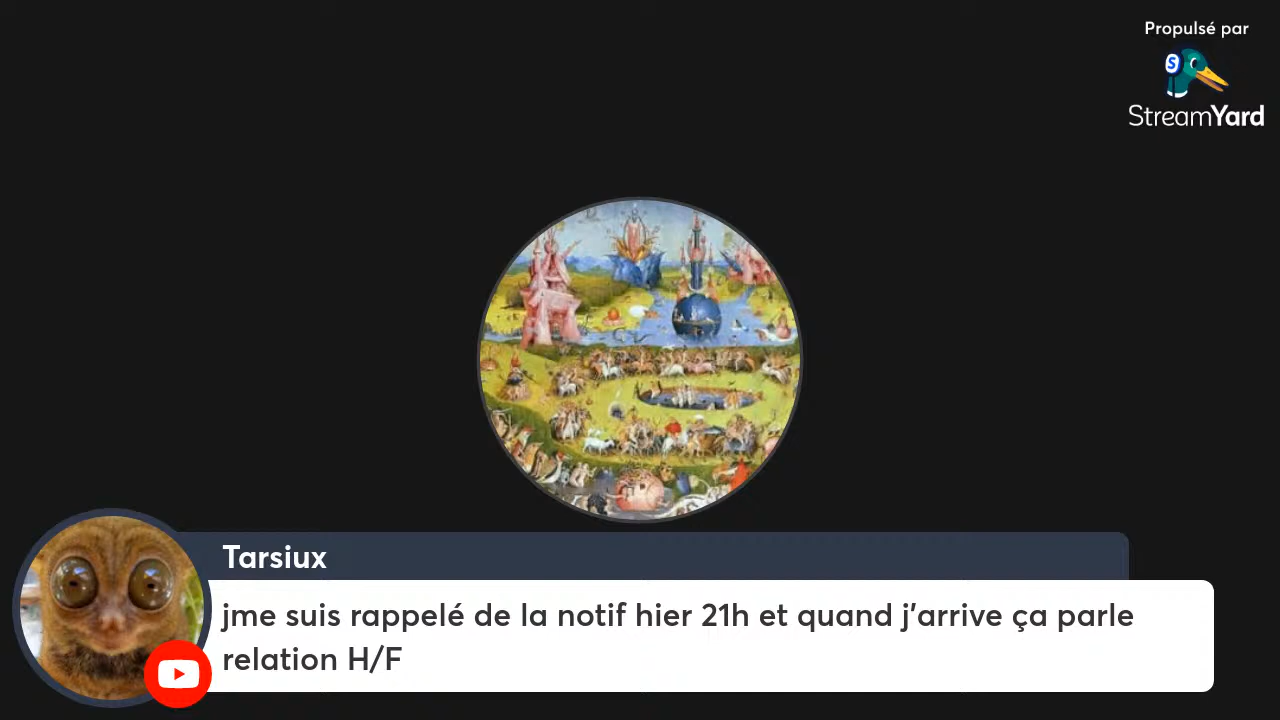 Propulsé par
S
StreamYard
Tarsiux
jme suis rappelé de la notif hier 21h et quand j'arrive ça parle
relation H/F